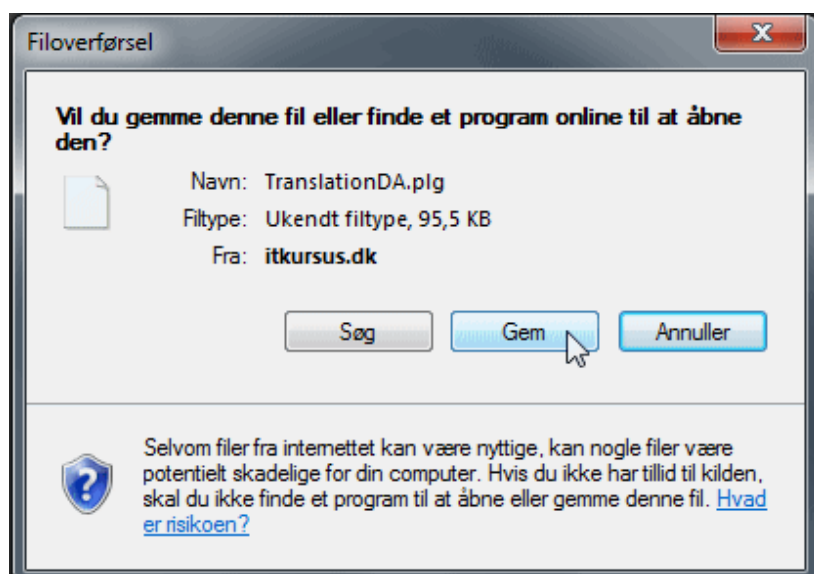 Filoverførsel
Vil du gemme denne fil eller finde et program online til at åbne
den?
Navn: TranslationDA.plg
Filtype: Ukendt filtype, 95,5 KB
Fra: itkursus.dk
Søg Gem Annuller
Selvom filer fra internettet kan være nyttige, kan nogle filer være
potentielt skadelige for din computer. Hvis du ikke har tillid til kilden,
skal du ikke finde et program til at åbne eller gemme denne fil. Hvad
er risikoen?